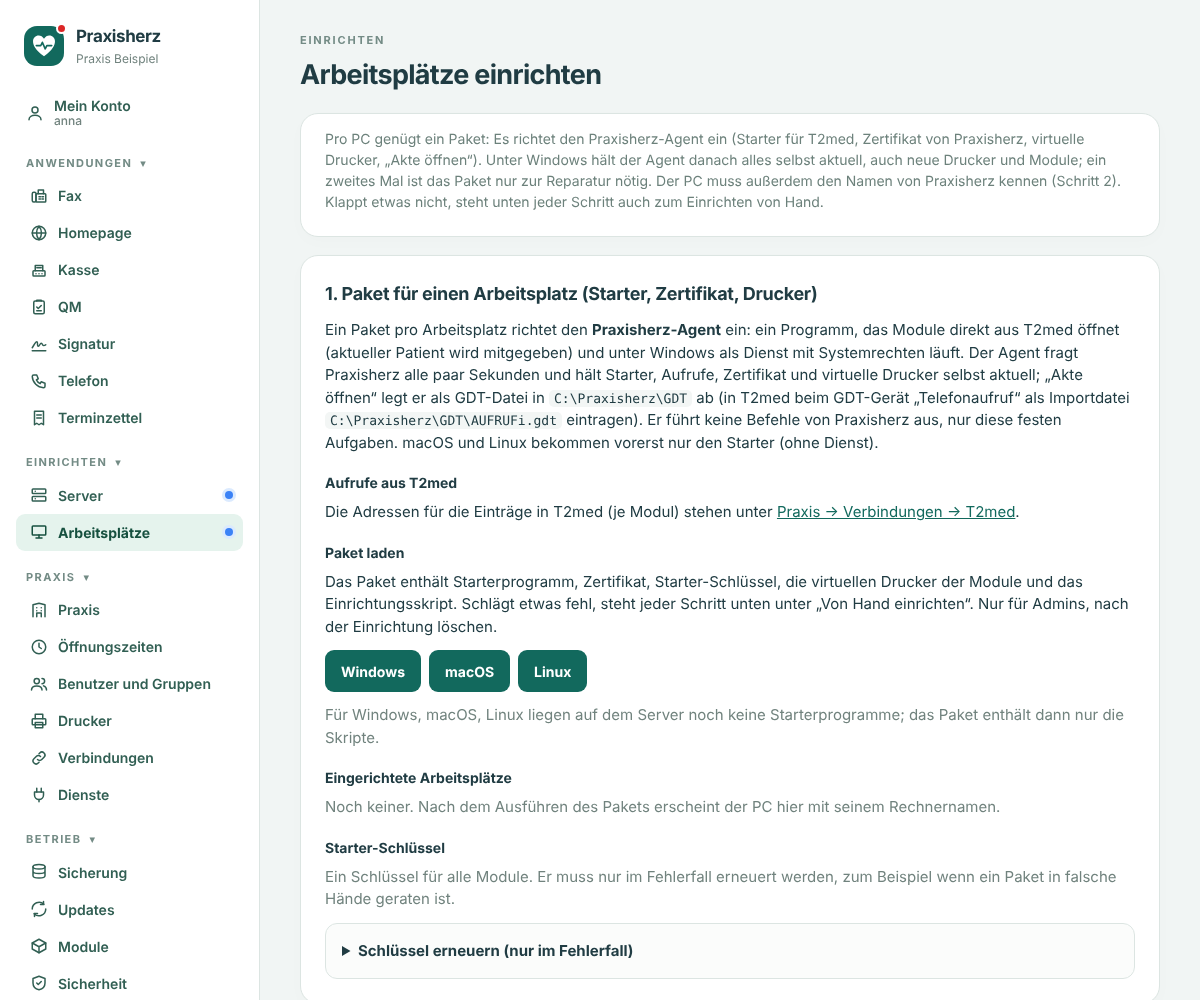 Praxisherz
Praxis Beispiel
Mein Konto
anna
ANWENDUNGEN ▾
Fax
Homepage
Kasse
QM
Signatur
Telefon
Terminzettel
EINRICHTEN ▾
Server
Arbeitsplätze
PRAXIS ▾
Praxis
Öffnungszeiten
Benutzer und Gruppen
Drucker
Verbindungen
Dienste
BETRIEB ▾
Sicherung
Updates
Module
Sicherheit
EINRICHTEN
Arbeitsplätze einrichten
Pro PC genügt ein Paket: Es richtet den Praxisherz-Agent ein (Starter für T2med, Zertifikat von Praxisherz, virtuelle
Drucker, „Akte öffnen“). Unter Windows hält der Agent danach alles selbst aktuell, auch neue Drucker und Module; ein
zweites Mal ist das Paket nur zur Reparatur nötig. Der PC muss außerdem den Namen von Praxisherz kennen (Schritt 2).
Klappt etwas nicht, steht unten jeder Schritt auch zum Einrichten von Hand.
1. Paket für einen Arbeitsplatz (Starter, Zertifikat, Drucker)
Ein Paket pro Arbeitsplatz richtet den Praxisherz-Agent ein: ein Programm, das Module direkt aus T2med öffnet
(aktueller Patient wird mitgegeben) und unter Windows als Dienst mit Systemrechten läuft. Der Agent fragt
Praxisherz alle paar Sekunden und hält Starter, Aufrufe, Zertifikat und virtuelle Drucker selbst aktuell; „Akte
öffnen“ legt er als GDT-Datei in C:\Praxisherz\GDT ab (in T2med beim GDT-Gerät „Telefonaufruf“ als Importdatei
C:\Praxisherz\GDT\AUFRUFi.gdt eintragen). Er führt keine Befehle von Praxisherz aus, nur diese festen
Aufgaben. macOS und Linux bekommen vorerst nur den Starter (ohne Dienst).
Aufrufe aus T2med
Die Adressen für die Einträge in T2med (je Modul) stehen unter Praxis → Verbindungen → T2med.
Paket laden
Das Paket enthält Starterprogramm, Zertifikat, Starter-Schlüssel, die virtuellen Drucker der Module und das
Einrichtungsskript. Schlägt etwas fehl, steht jeder Schritt unten unter „Von Hand einrichten“. Nur für Admins, nach
der Einrichtung löschen.
Windows
macOS
Linux
Für Windows, macOS, Linux liegen auf dem Server noch keine Starterprogramme; das Paket enthält dann nur die
Skripte.
Eingerichtete Arbeitsplätze
Noch keiner. Nach dem Ausführen des Pakets erscheint der PC hier mit seinem Rechnernamen.
Starter-Schlüssel
Ein Schlüssel für alle Module. Er muss nur im Fehlerfall erneuert werden, zum Beispiel wenn ein Paket in falsche
Hände geraten ist.
▶ Schlüssel erneuern (nur im Fehlerfall)